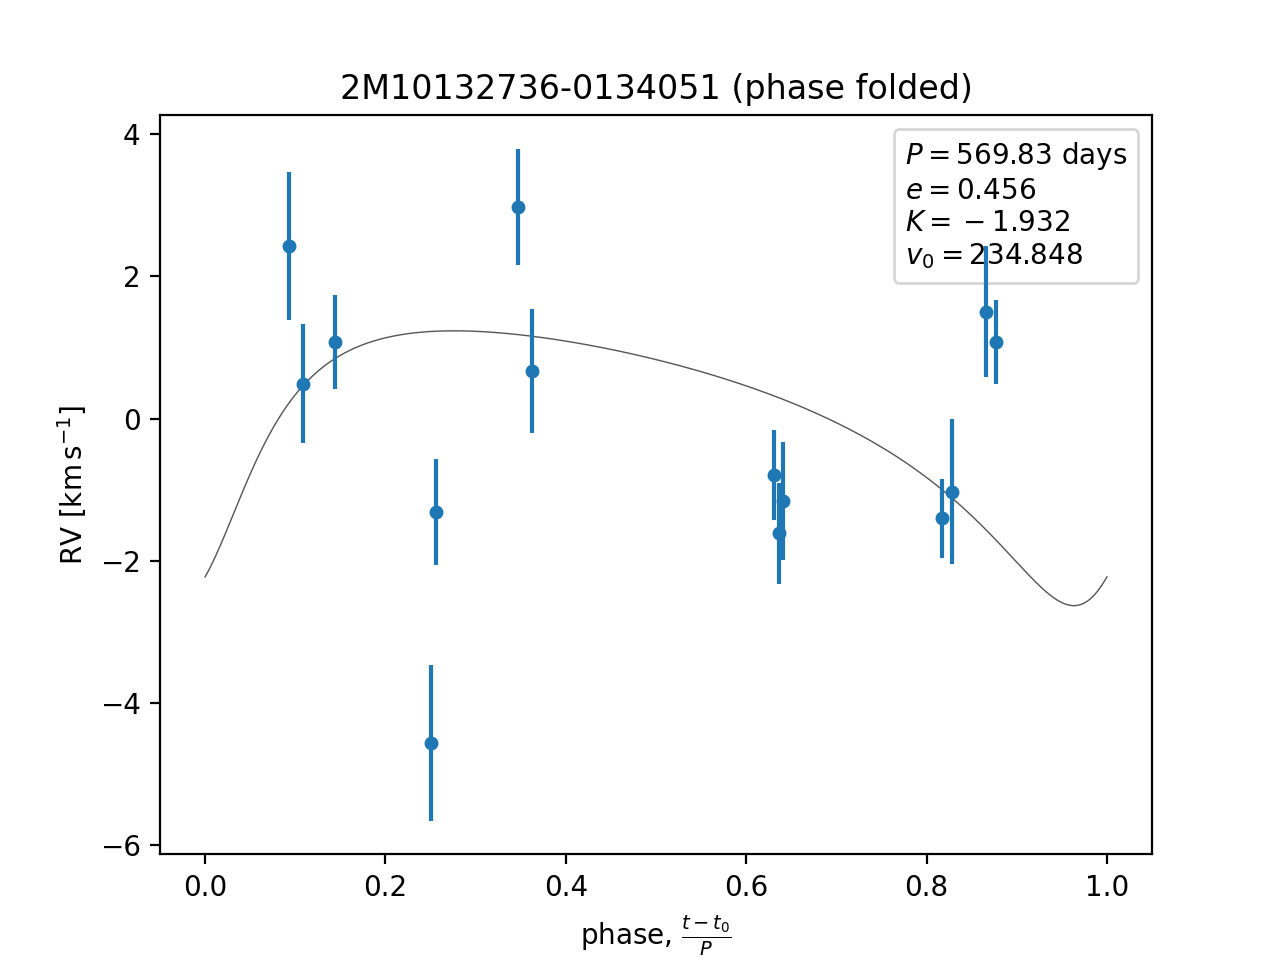 2M10132736-0134051 (phase folded)
P = 569.83 days
e = 0.456
K = −1.932
v₀ = 234.848
RV [km s⁻¹]
4
2
0
−2
−4
−6
0.0 0.2 0.4 0.6 0.8 1.0
phase, (t − t₀)/P